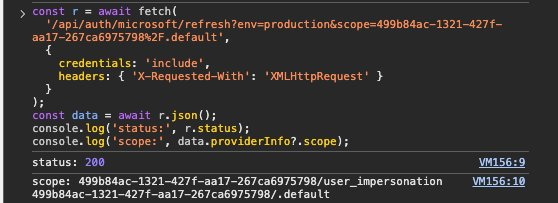 const r = await fetch(
'/api/auth/microsoft/refresh?env=production&scope=499b84ac-1321-427f-
aa17-267ca6975798%2F.default',
{
credentials: 'include',
headers: { 'X-Requested-With': 'XMLHttpRequest' }
}
);
const data = await r.json();
console.log('status:', r.status);
console.log('scope:', data.providerInfo?.scope);
status: 200 VM156:9
scope: 499b84ac-1321-427f-aa17-267ca6975798/user_impersonation VM156:10
499b84ac-1321-427f-aa17-267ca6975798/.default